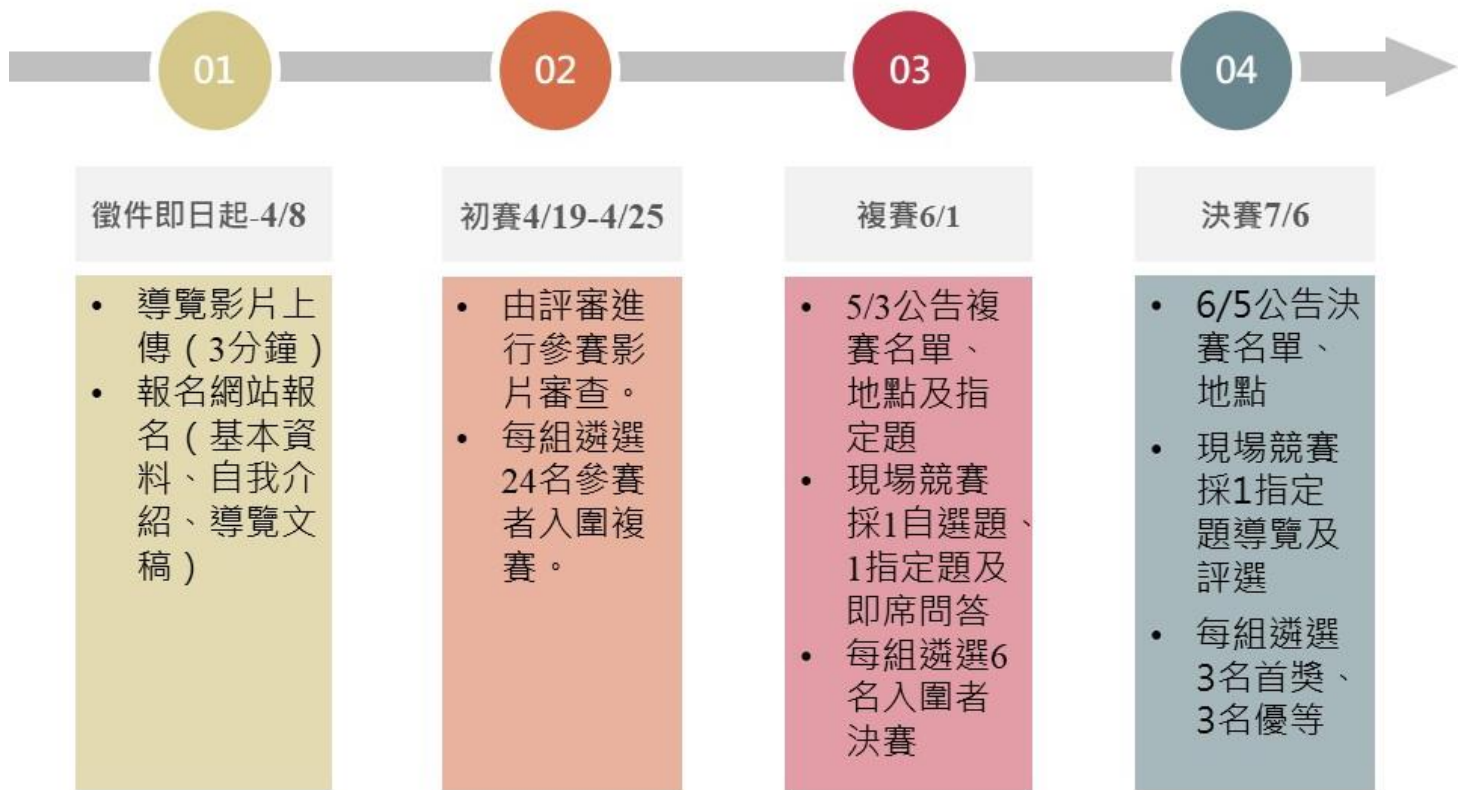 01
02
03
04
徵件即日起-4/8
初賽4/19-4/25
複賽6/1
決賽7/6
• 導覽影片上
傳（3分鐘）
• 報名網站報
名（基本資
料、自我介
紹、導覽文
稿）
• 由評審進
行參賽影
片審查。
• 每組遴選
24名參賽
者入圍複
賽。
• 5/3公告複
賽名單、
地點及指
定題
• 現場競賽
採1自選題、
1指定題及
即席問答
• 每組遴選6
名入圍者
決賽
• 6/5公告決
賽名單、
地點
• 現場競賽
採1指定
題導覽及
評選
• 每組遴選
3名首獎、
3名優等